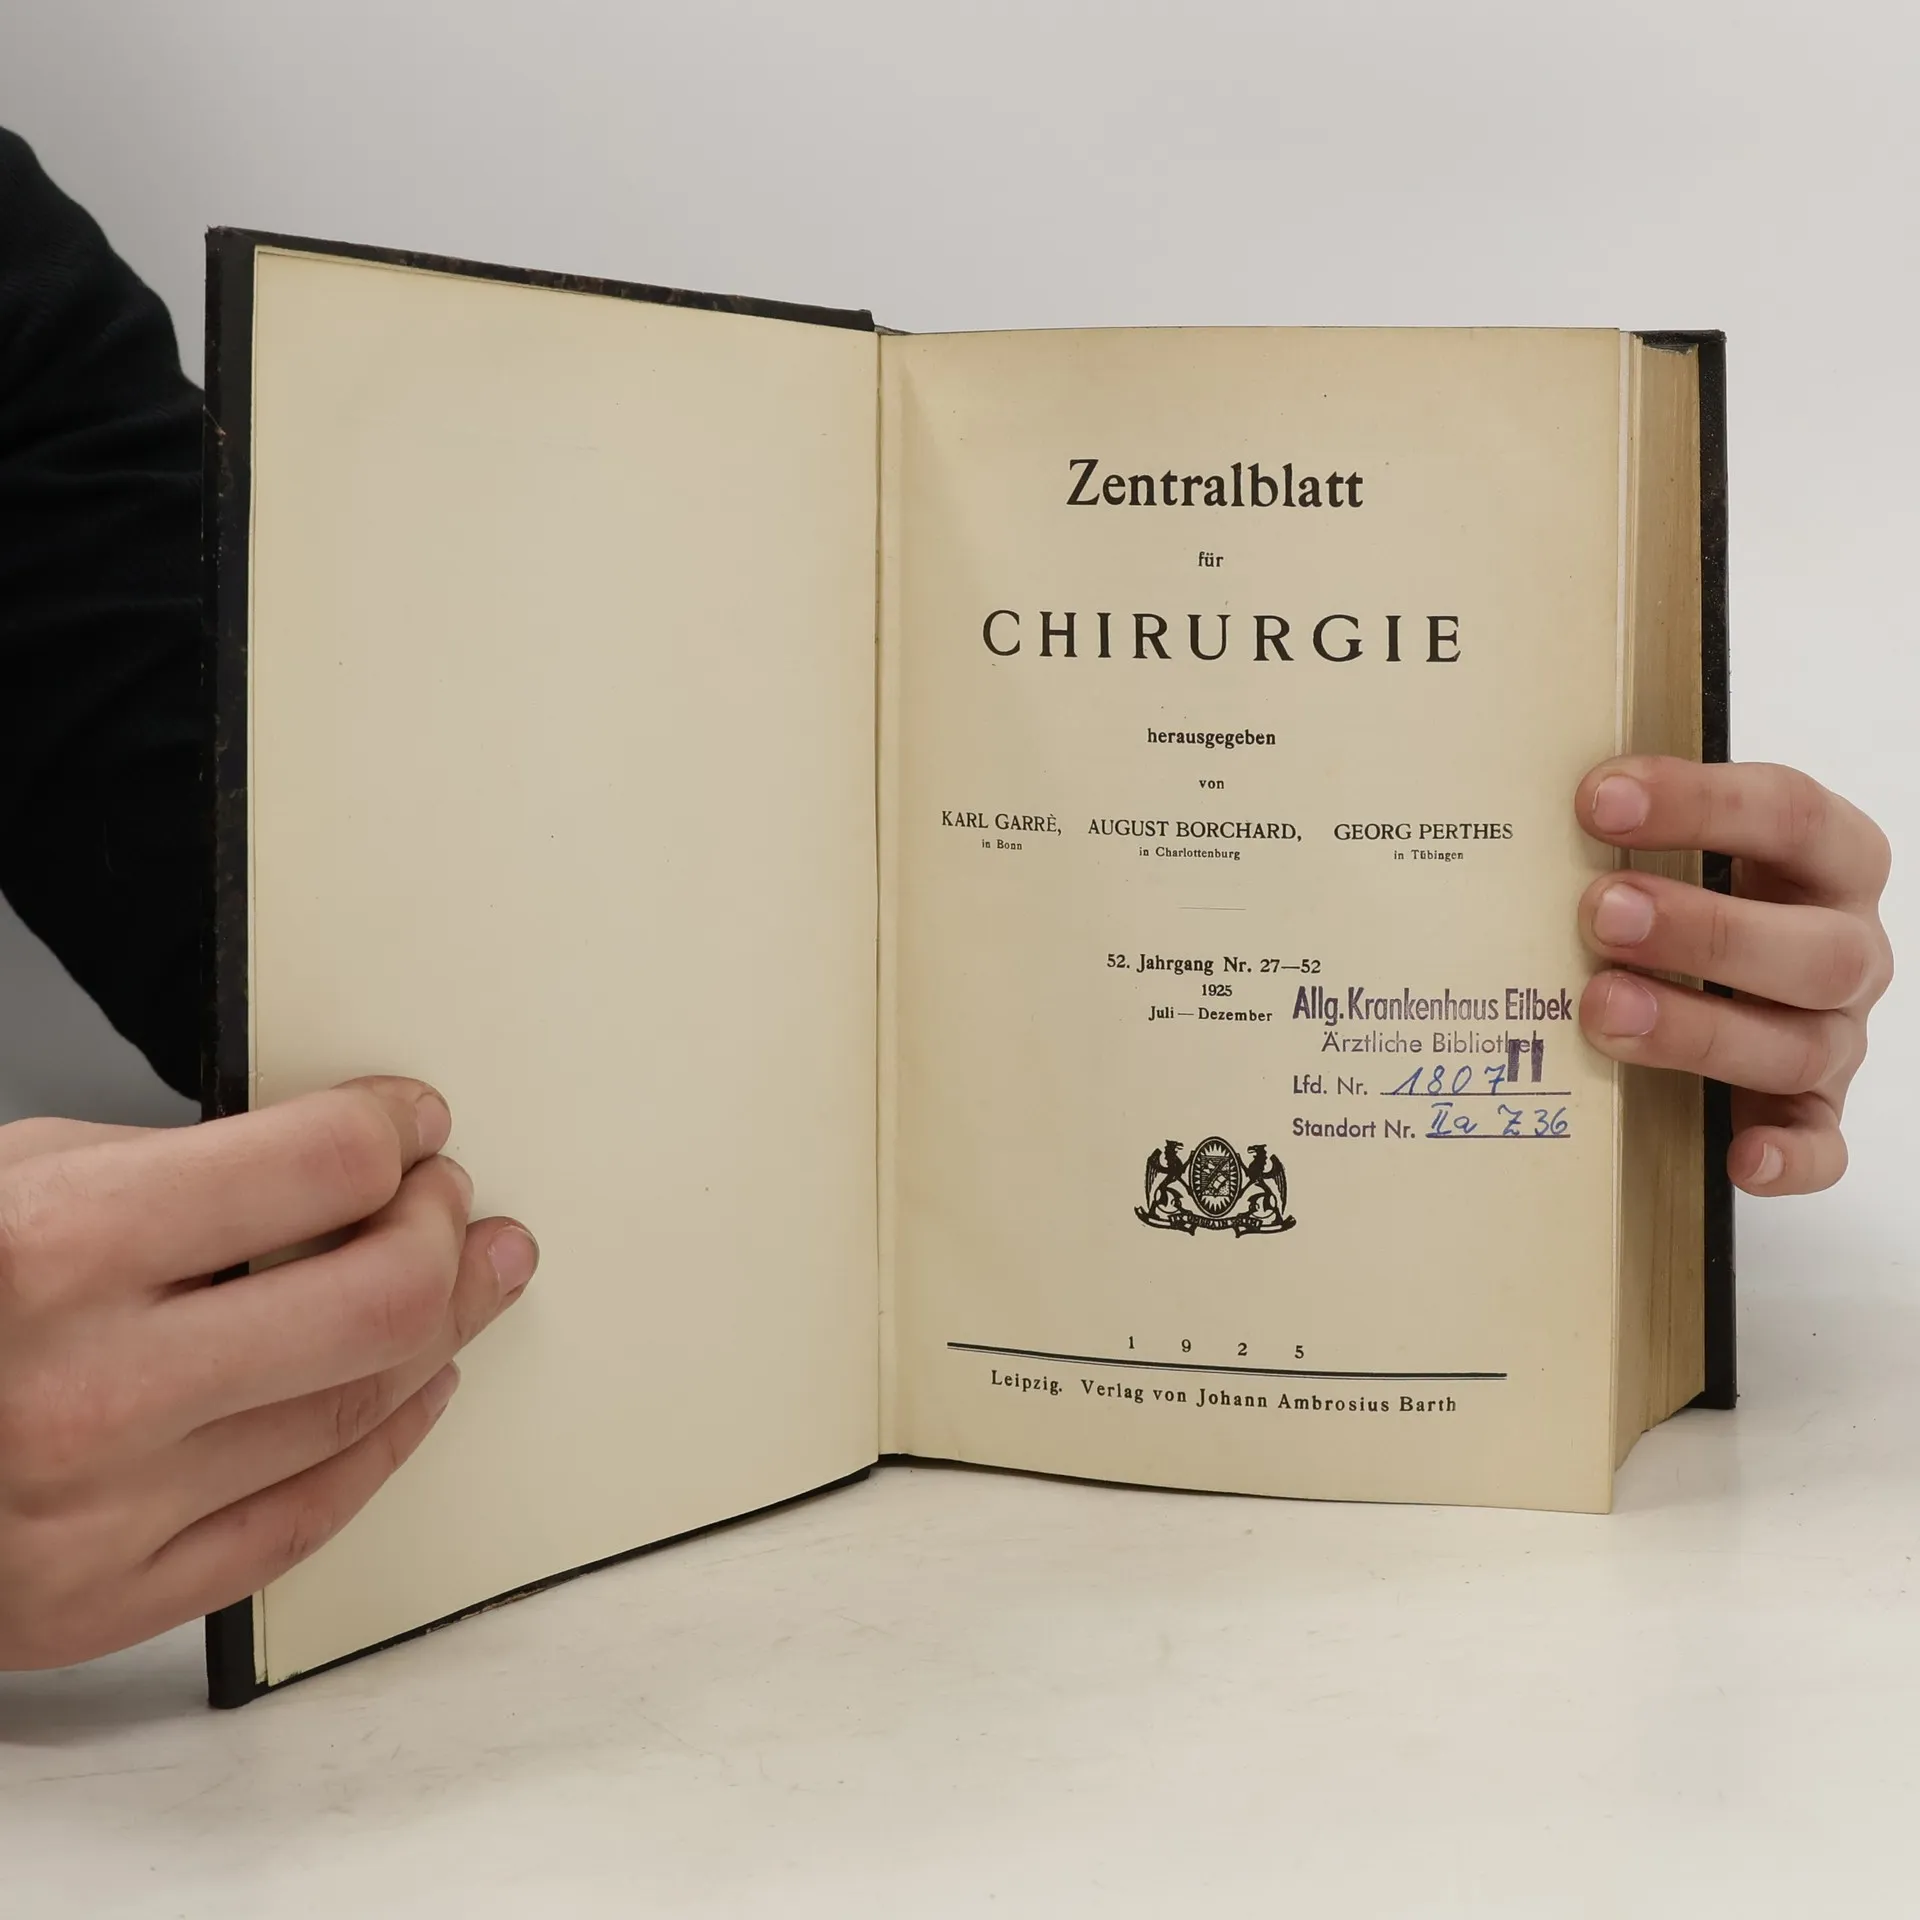 Zentralblatt
für
CHIRURGIE
herausgegeben
von
KARL GARRÈ, AUGUST BORCHARD, GEORG PERTHES
in Bonn in Charlottenburg in Tübingen
52. Jahrgang Nr. 27—52
1925
Juli — Dezember
Allg. Krankenhaus Eilbek
Ärztliche Bibliothek
Lfd. Nr. 1807
Standort Nr. IIa Z 36
1 9 2 5
Leipzig. Verlag von Johann Ambrosius Barth